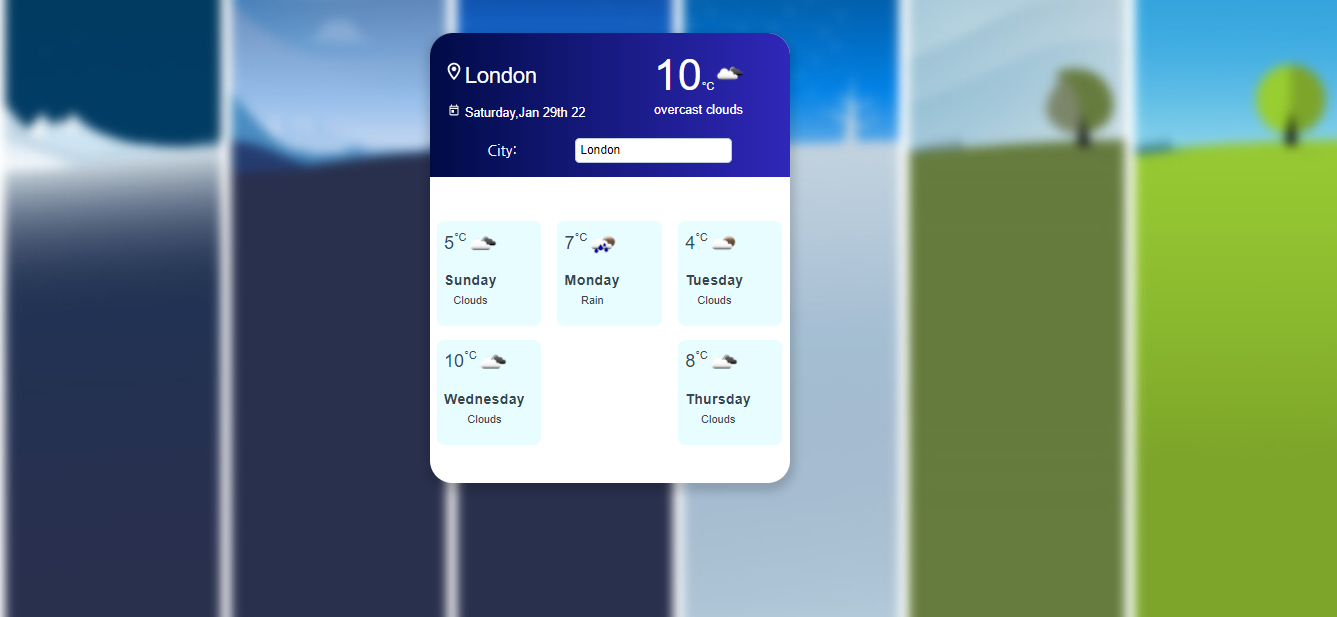 London
10°C
Saturday,Jan 29th 22
overcast clouds
City:
London
5°C
Sunday
Clouds
7°C
Monday
Rain
4°C
Tuesday
Clouds
10°C
Wednesday
Clouds
8°C
Thursday
Clouds